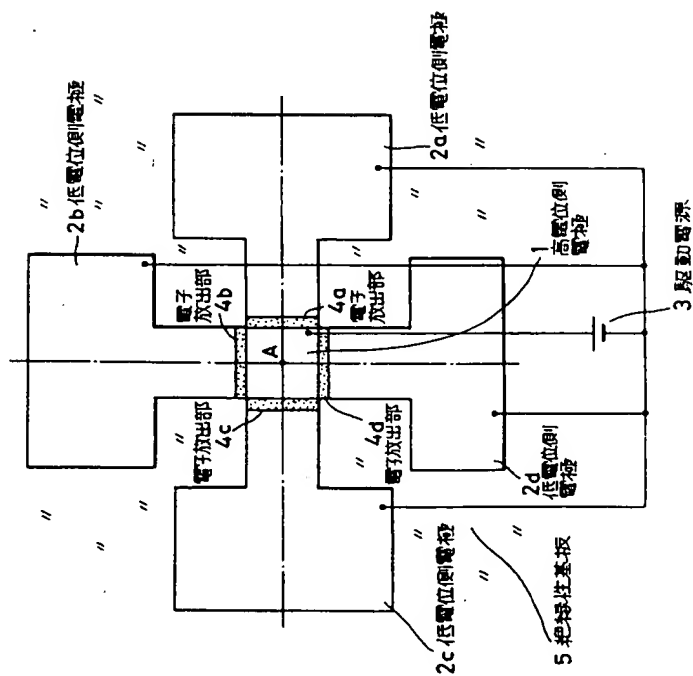 2b 低電位側電極
2a 低電位側電極
電子
放出部
4b
4a
電子
放出部
A
1
高電位側
電極
電子放出部
4c
4d
電子放出部
2c 低電位側電極
2d
低電位側
電極
3 駆動電源
5 絶縁性基板